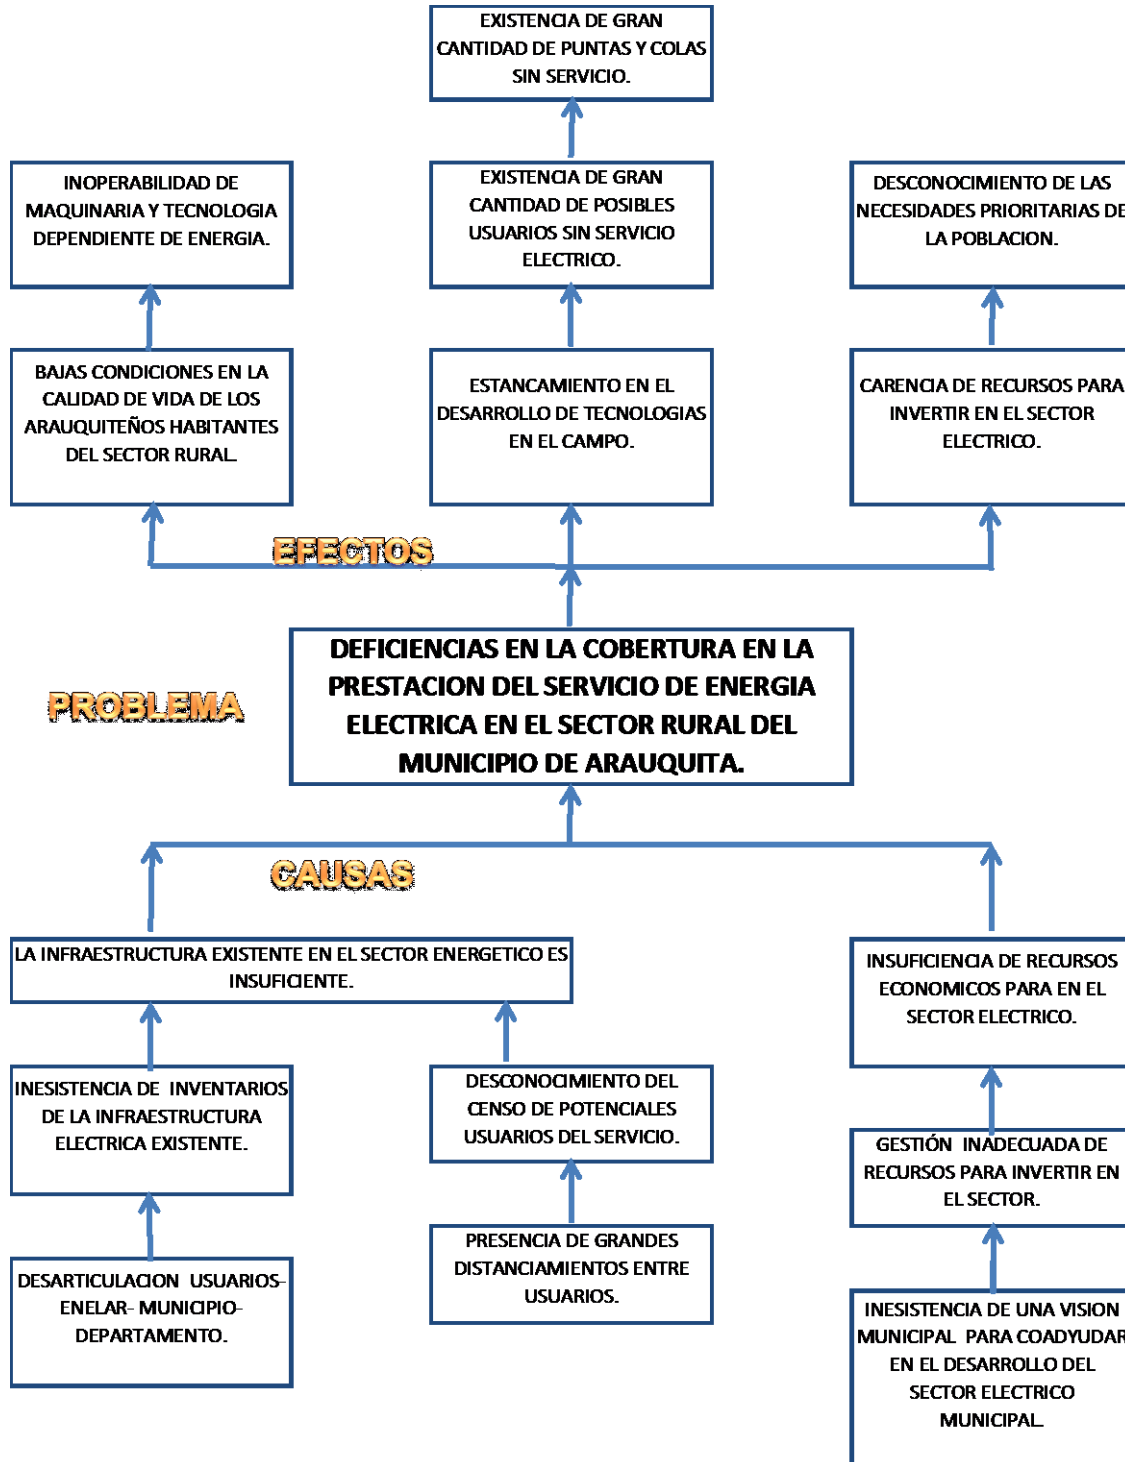 EXISTENCIA DE GRAN
CANTIDAD DE PUNTAS Y COLAS
SIN SERVICIO.
INOPERABILIDAD DE
MAQUINARIA Y TECNOLOGIA
DEPENDIENTE DE ENERGIA.
EXISTENCIA DE GRAN
CANTIDAD DE POSIBLES
USUARIOS SIN SERVICIO
ELECTRICO.
DESCONOCIMIENTO DE LAS
NECESIDADES PRIORITARIAS DE
LA POBLACION.
BAJAS CONDICIONES EN LA
CALIDAD DE VIDA DE LOS
ARAUQUITEÑOS HABITANTES
DEL SECTOR RURAL.
ESTANCAMIENTO EN EL
DESARROLLO DE TECNOLOGIAS
EN EL CAMPO.
CARENCIA DE RECURSOS PARA
INVERTIR EN EL SECTOR
ELECTRICO.
EFECTOS
DEFICIENCIAS EN LA COBERTURA EN LA
PRESTACION DEL SERVICIO DE ENERGIA
ELECTRICA EN EL SECTOR RURAL DEL
MUNICIPIO DE ARAUQUITA.
PROBLEMA
CAUSAS
LA INFRAESTRUCTURA EXISTENTE EN EL SECTOR ENERGETICO ES
INSUFICIENTE.
INSUFICIENCIA DE RECURSOS
ECONOMICOS PARA EN EL
SECTOR ELECTRICO.
INESISTENCIA DE INVENTARIOS
DE LA INFRAESTRUCTURA
ELECTRICA EXISTENTE.
DESCONOCIMIENTO DEL
CENSO DE POTENCIALES
USUARIOS DEL SERVICIO.
GESTIÓN INADECUADA DE
RECURSOS PARA INVERTIR EN
EL SECTOR.
DESARTICULACION USUARIOS-
ENELAR- MUNICIPIO-
DEPARTAMENTO.
PRESENCIA DE GRANDES
DISTANCIAMIENTOS ENTRE
USUARIOS.
INESISTENCIA DE UNA VISION
MUNICIPAL PARA COADYUDAR
EN EL DESARROLLO DEL
SECTOR ELECTRICO
MUNICIPAL.